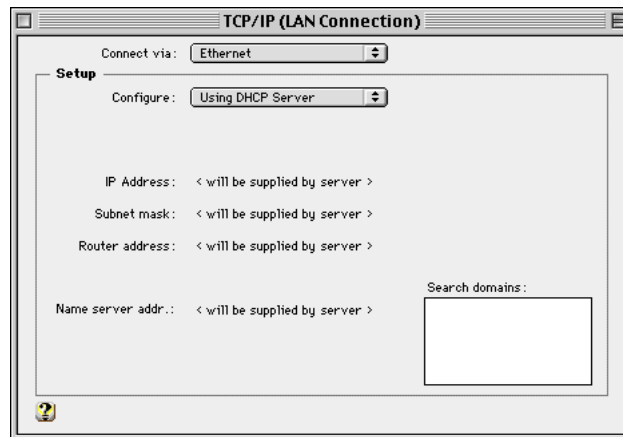 TCP/IP (LAN Connection)
Connect via: Ethernet
Setup
Configure: Using DHCP Server
IP Address: < will be supplied by server >
Subnet mask: < will be supplied by server >
Router address: < will be supplied by server >
Search domains:
Name server addr.: < will be supplied by server >
?